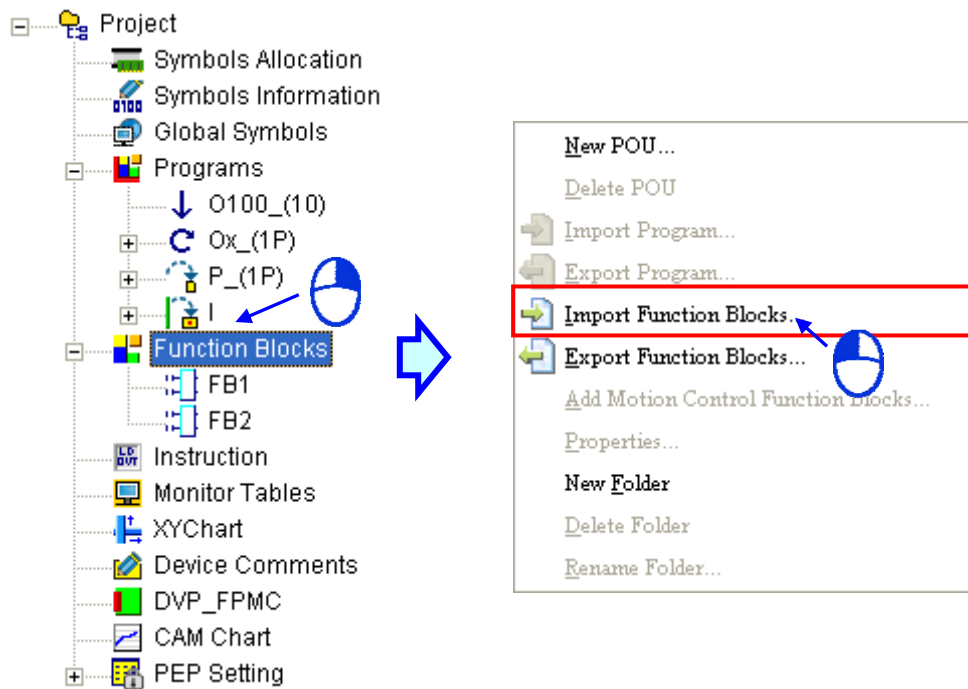 Project
Symbols Allocation
Symbols Information
Global Symbols
Programs
O100_(10)
Ox_(1P)
P_(1P)
I
Function Blocks
FB1
FB2
Instruction
Monitor Tables
XYChart
Device Comments
DVP_FPMC
CAM Chart
PEP Setting
New POU...
Delete POU
Import Program...
Export Program...
Import Function Blocks...
Export Function Blocks...
Add Motion Control Function Blocks...
Properties...
New Folder
Delete Folder
Rename Folder...